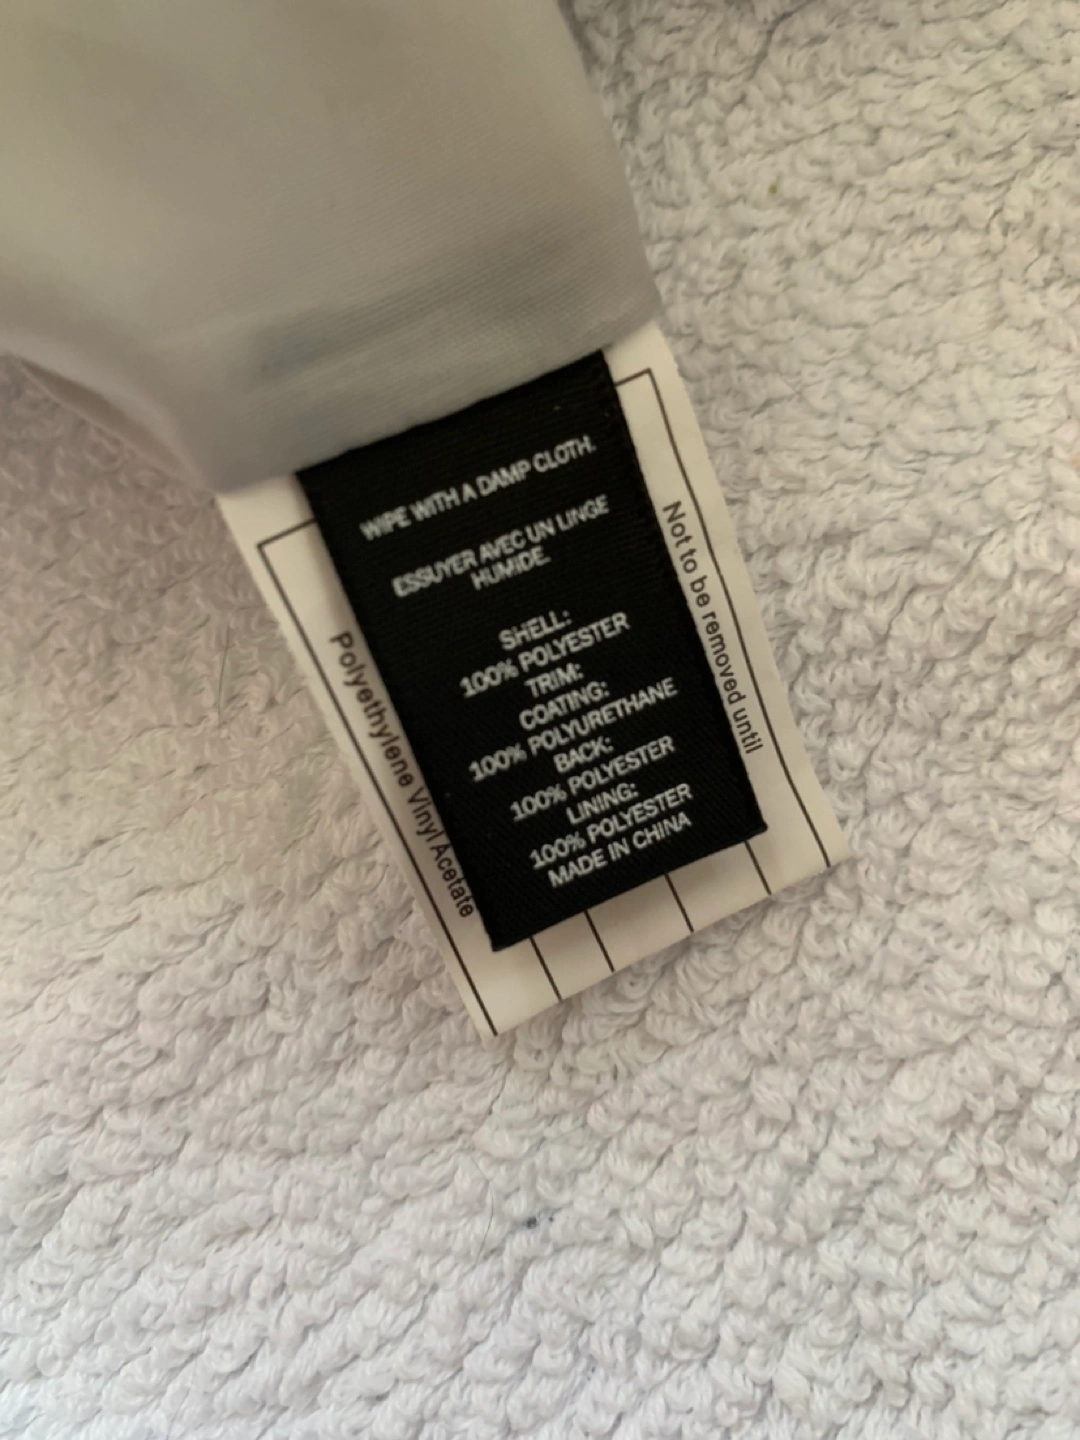 WIPE WITH A DAMP CLOTH.
ESSUYER AVEC UN LINGE
HUMIDE.
SHELL:
100% POLYESTER
TRIM:
COATING:
100% POLYURETHANE
BACK:
100% POLYESTER
LINING:
100% POLYESTER
MADE IN CHINA
Polyethylene Vinyl Acetate
Not to be removed until